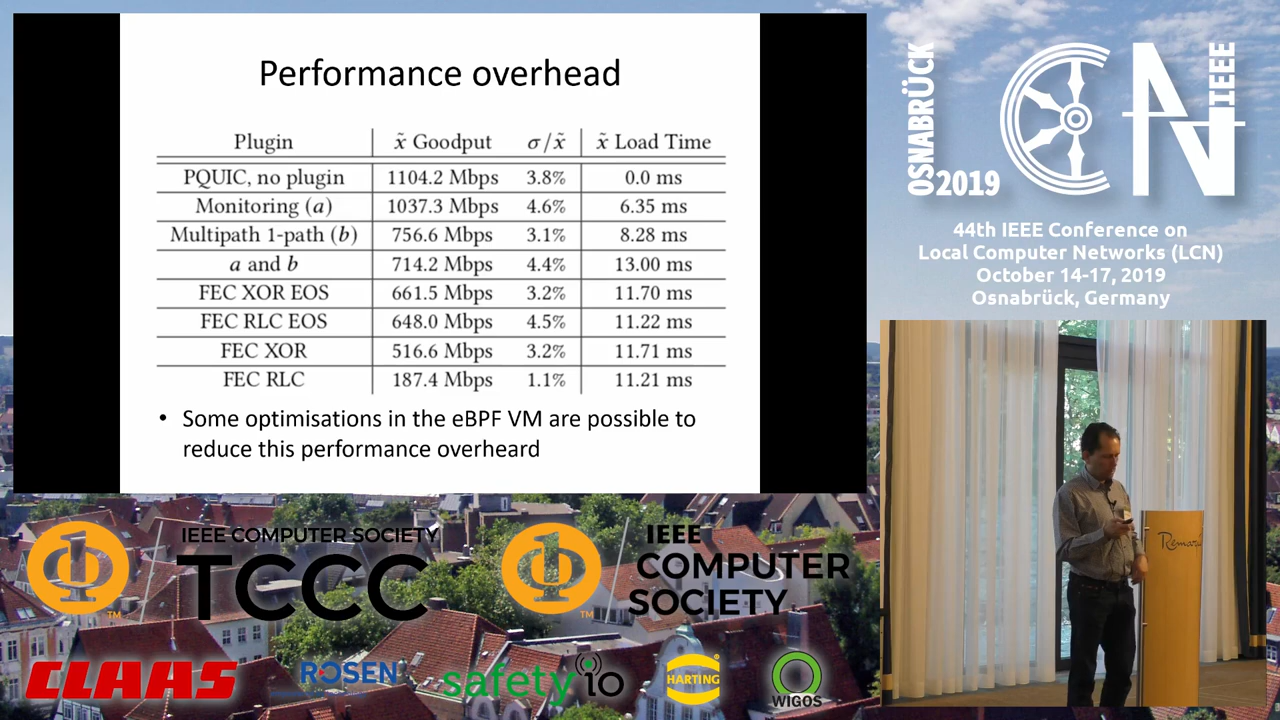 Performance overhead
Plugin x̃ Goodput σ/x̃ x̃ Load Time
PQUIC, no plugin 1104.2 Mbps 3.8% 0.0 ms
Monitoring (a) 1037.3 Mbps 4.6% 6.35 ms
Multipath 1-path (b) 756.6 Mbps 3.1% 8.28 ms
a and b 714.2 Mbps 4.4% 13.00 ms
FEC XOR EOS 661.5 Mbps 3.2% 11.70 ms
FEC RLC EOS 648.0 Mbps 4.5% 11.22 ms
FEC XOR 516.6 Mbps 3.2% 11.71 ms
FEC RLC 187.4 Mbps 1.1% 11.21 ms
• Some optimisations in the eBPF VM are possible to
reduce this performance overheard
OSNABRÜCK
2019
LCN
IEEE
44th IEEE Conference on
Local Computer Networks (LCN)
October 14-17, 2019
Osnabrück, Germany
IEEE COMPUTER SOCIETY
TCCC
TM
IEEE
COMPUTER
SOCIETY
TM
CLAAS
ROSEN
safetyio
HARTING
WIGOS